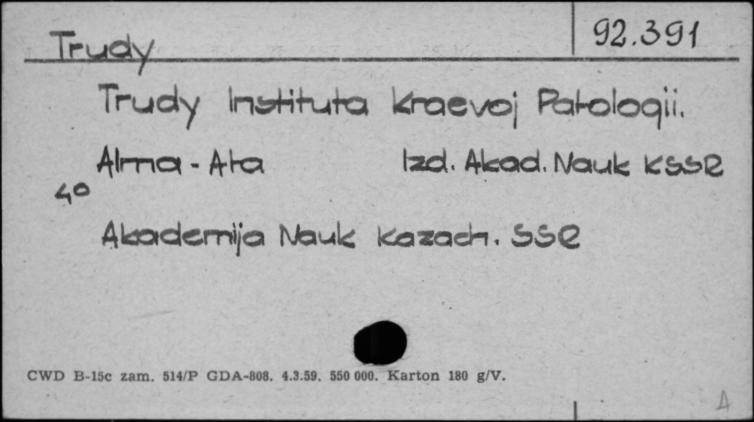 Trudy 92.391
Trudy Instituta Kraevoj Patologii.
Alma-Ata Izd. Akad. Nauk KSSR
4°
Akademija Nauk Kazach. SSR
CWD B-15c zam. 514/P GDA-808. 4.3.59. 550 000. Karton 180 g/V.